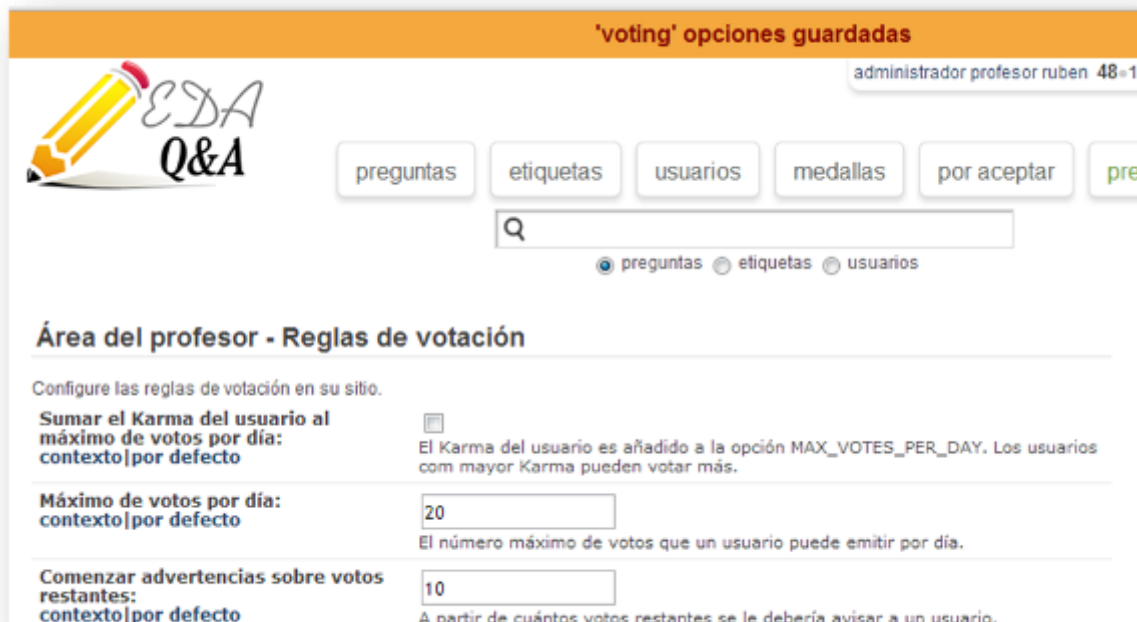 'voting' opciones guardadas
administrador profesor ruben 48 1
EDA
Q&A
preguntas etiquetas usuarios medallas por aceptar pre
preguntas etiquetas usuarios
Área del profesor - Reglas de votación
Configure las reglas de votación en su sitio.
Sumar el Karma del usuario al
máximo de votos por día:
contexto|por defecto
El Karma del usuario es añadido a la opción MAX_VOTES_PER_DAY. Los usuarios
com mayor Karma pueden votar más.
Máximo de votos por día:
contexto|por defecto
20
El número máximo de votos que un usuario puede emitir por día.
Comenzar advertencias sobre votos
restantes:
contexto|por defecto
10
A partir de cuántos votos restantes se le debería avisar a un usuario.